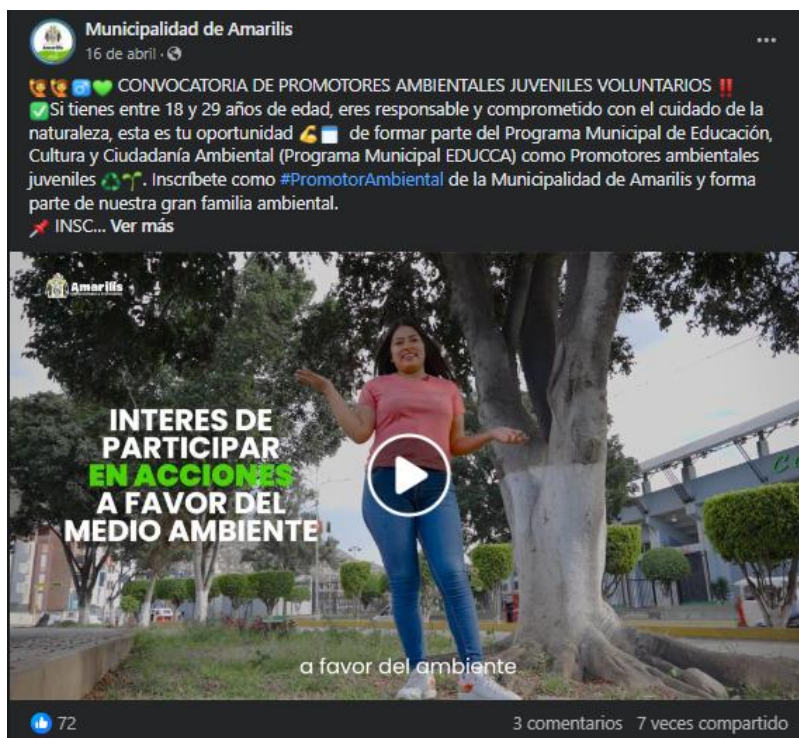 Municipalidad de Amarilis
16 de abril ·
CONVOCATORIA DE PROMOTORES AMBIENTALES JUVENILES VOLUNTARIOS ‼
Si tienes entre 18 y 29 años de edad, eres responsable y comprometido con el cuidado de la
naturaleza, esta es tu oportunidad de formar parte del Programa Municipal de Educación,
Cultura y Ciudadanía Ambiental (Programa Municipal EDUCCA) como Promotores ambientales
juveniles . Inscríbete como #PromotorAmbiental de la Municipalidad de Amarilis y forma
parte de nuestra gran familia ambiental.
INSC... Ver más
Amarilis
INTERES DE
PARTICIPAR
EN ACCIONES
A FAVOR DEL
MEDIO AMBIENTE
a favor del ambiente
72
3 comentarios 7 veces compartido